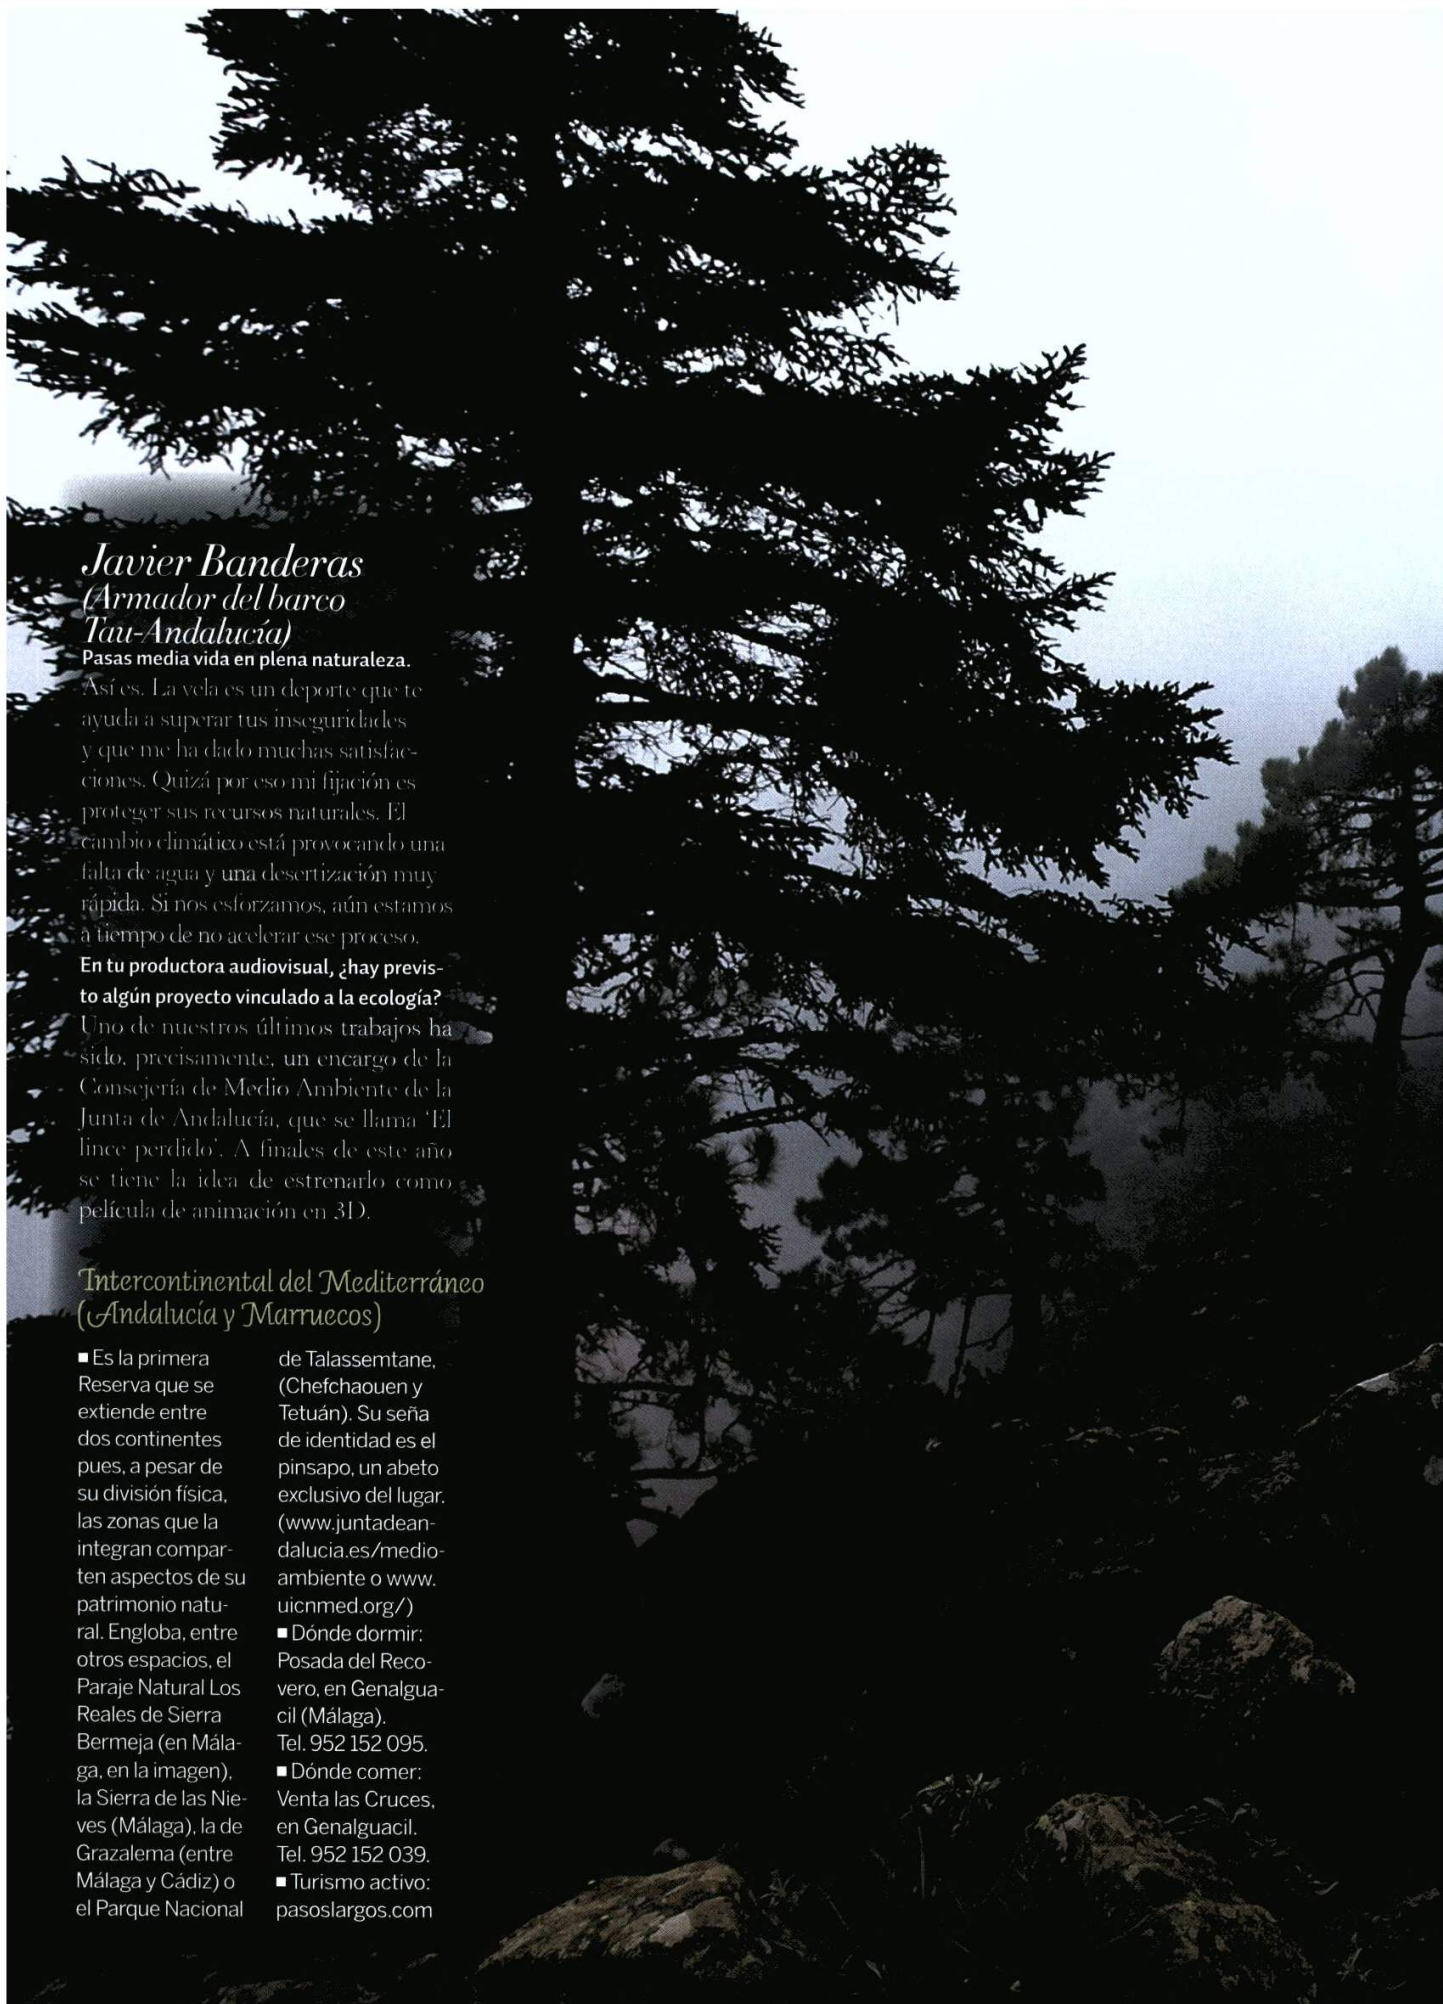 Javier Banderas
(Armador del barco
Tau-Andalucía)
Pasas media vida en plena naturaleza.
Así es. La vela es un deporte que te
ayuda a superar tus inseguridades
y que me ha dado muchas satisfac-
ciones. Quizá por eso mi fijación es
proteger sus recursos naturales. El
cambio climático está provocando una
falta de agua y una desertización muy
rápida. Si nos esforzamos, aún estamos
a tiempo de no acelerar ese proceso.
En tu productora audiovisual, ¿hay previs-
to algún proyecto vinculado a la ecología?
Uno de nuestros últimos trabajos ha
sido, precisamente, un encargo de la
Consejería de Medio Ambiente de la
Junta de Andalucía, que se llama ‘El
lince perdido’. A finales de este año
se tiene la idea de estrenarlo como
película de animación en 3D.
Intercontinental del Mediterráneo
(Andalucía y Marruecos)
■ Es la primera
Reserva que se
extiende entre
dos continentes
pues, a pesar de
su división física,
las zonas que la
integran compar-
ten aspectos de su
patrimonio natu-
ral. Engloba, entre
otros espacios, el
Paraje Natural Los
Reales de Sierra
Bermeja (en Mála-
ga, en la imagen),
la Sierra de las Nie-
ves (Málaga), la de
Grazalema (entre
Málaga y Cádiz) o
el Parque Nacional
de Talassemtane,
(Chefchaouen y
Tetuán). Su seña
de identidad es el
pinsapo, un abeto
exclusivo del lugar.
(www.juntadean-
dalucia.es/medio-
ambiente o www.
uicnmed.org/)
■ Dónde dormir:
Posada del Reco-
vero, en Genalgua-
cil (Málaga).
Tel. 952 152 095.
■ Dónde comer:
Venta las Cruces,
en Genalguacil.
Tel. 952 152 039.
■ Turismo activo:
pasoslargos.com